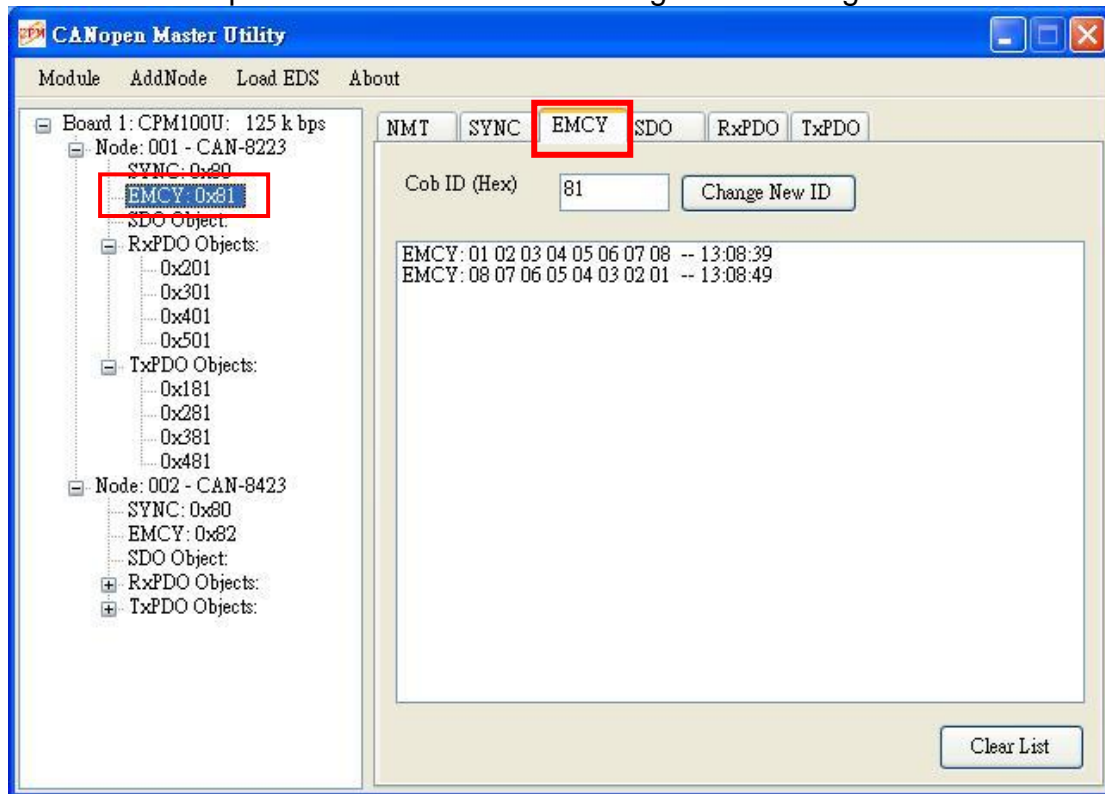 CANopen Master Utility
Module AddNode Load EDS About
Board 1: CPM100U: 125 k bps
Node: 001 - CAN-8223
SYNC: 0x80
EMCY: 0x81
SDO Object:
RxPDO Objects:
0x201
0x301
0x401
0x501
TxPDO Objects:
0x181
0x281
0x381
0x481
Node: 002 - CAN-8423
SYNC: 0x80
EMCY: 0x82
SDO Object:
RxPDO Objects:
TxPDO Objects:
NMT SYNC EMCY SDO RxPDO TxPDO
Cob ID (Hex) 81 Change New ID
EMCY: 01 02 03 04 05 06 07 08 -- 13:08:39
EMCY: 08 07 06 05 04 03 02 01 -- 13:08:49
Clear List